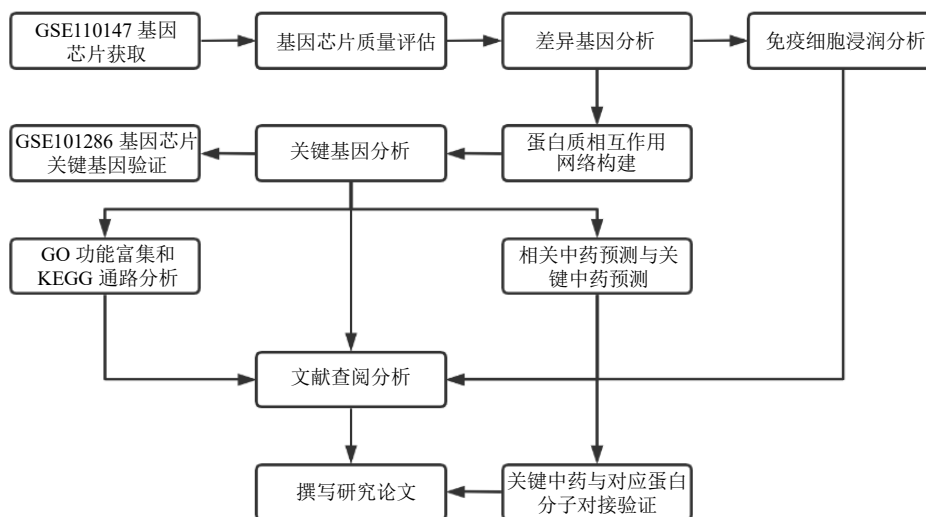 GSE110147 基因
芯片获取
基因芯片质量评估
差异基因分析
免疫细胞浸润分析
GSE101286 基因芯片
关键基因验证
关键基因分析
蛋白质相互作用
网络构建
GO 功能富集和
KEGG 通路分析
相关中药预测与关
键中药预测
文献查阅分析
撰写研究论文
关键中药与对应蛋白
分子对接验证